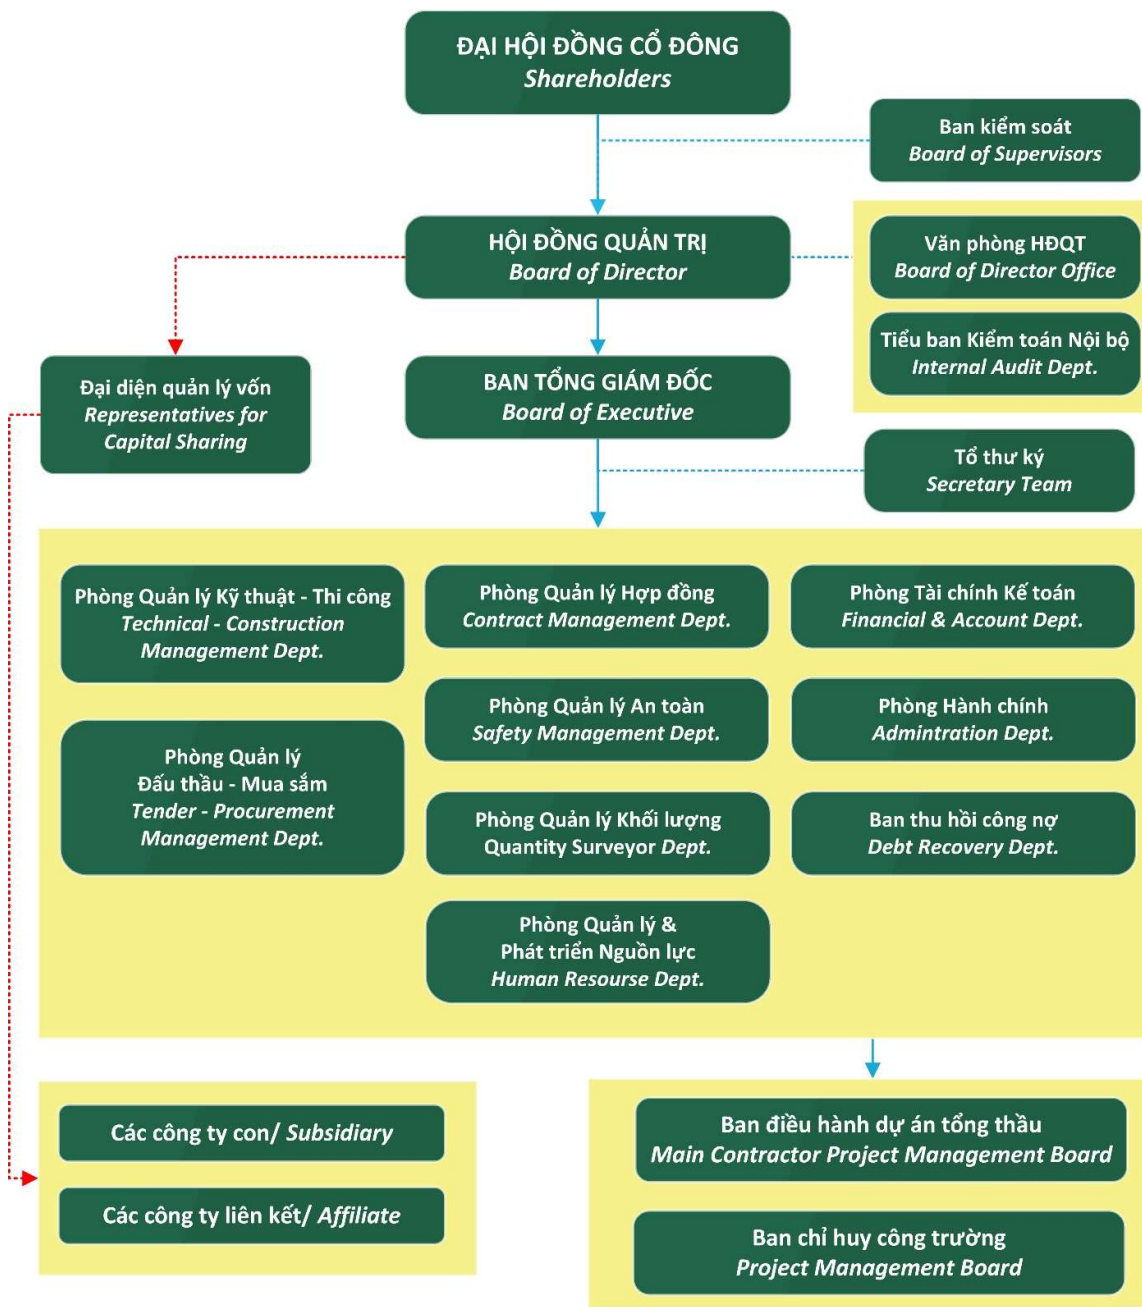 ĐẠI HỘI ĐỒNG CỔ ĐÔNG
Shareholders
Ban kiểm soát
Board of Supervisors
HỘI ĐỒNG QUẢN TRỊ
Board of Director
Văn phòng HĐQT
Board of Director Office
Tiểu ban Kiểm toán Nội bộ
Internal Audit Dept.
Đại diện quản lý vốn
Representatives for
Capital Sharing
BAN TỔNG GIÁM ĐỐC
Board of Executive
Tổ thư ký
Secretary Team
Phòng Quản lý Kỹ thuật - Thi công
Technical - Construction
Management Dept.
Phòng Quản lý
Đấu thầu - Mua sắm
Tender - Procurement
Management Dept.
Phòng Quản lý Hợp đồng
Contract Management Dept.
Phòng Quản lý An toàn
Safety Management Dept.
Phòng Quản lý Khối lượng
Quantity Surveyor Dept.
Phòng Quản lý &
Phát triển Nguồn lực
Human Resourse Dept.
Phòng Tài chính Kế toán
Financial & Account Dept.
Phòng Hành chính
Admintration Dept.
Ban thu hồi công nợ
Debt Recovery Dept.
Các công ty con/ Subsidiary
Các công ty liên kết/ Affiliate
Ban điều hành dự án tổng thầu
Main Contractor Project Management Board
Ban chỉ huy công trường
Project Management Board